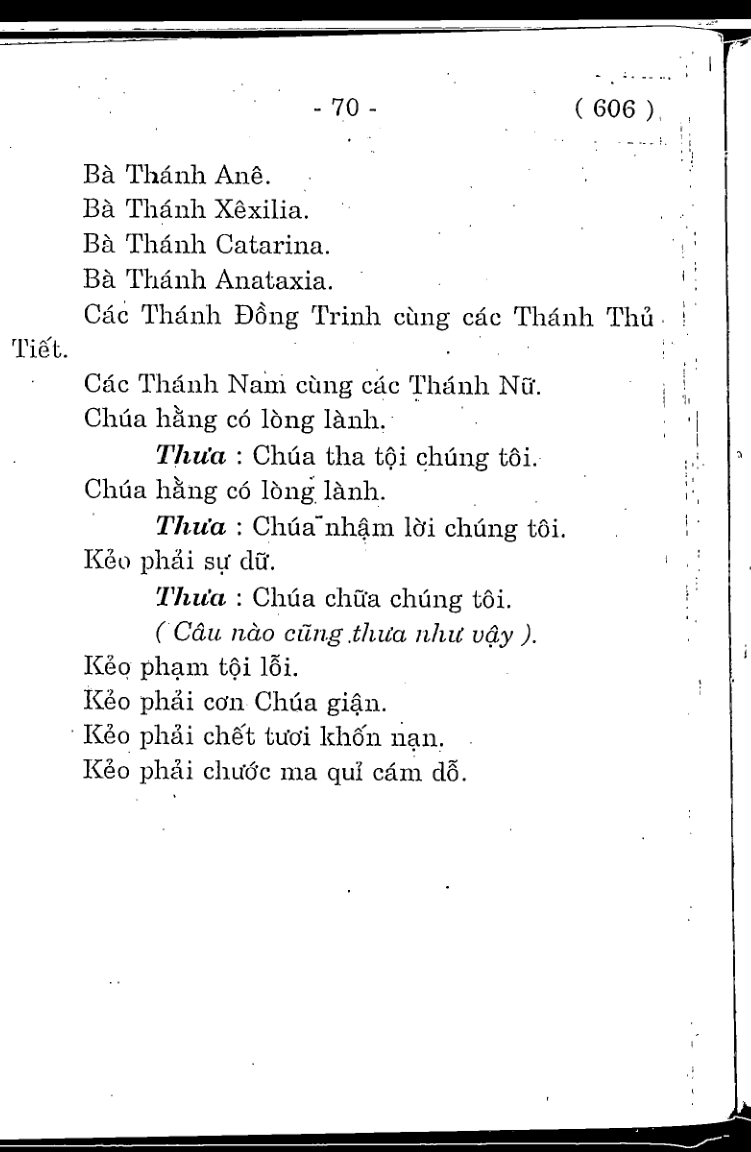 - 70 - ( 606 )
Bà Thánh Anê.
Bà Thánh Xêxilia.
Bà Thánh Catarina.
Bà Thánh Anataxia.
Các Thánh Đồng Trinh cùng các Thánh Thủ
Tiết.
Các Thánh Nam cùng các Thánh Nữ.
Chúa hằng có lòng lành.
Thưa : Chúa tha tội chúng tôi.
Chúa hằng có lòng lành.
Thưa : Chúa nhậm lời chúng tôi.
Kẻo phải sự dữ.
Thưa : Chúa chữa chúng tôi.
( Câu nào cũng thưa như vậy ).
Kẻo phạm tội lỗi.
Kẻo phải cơn Chúa giận.
Kẻo phải chết tươi khốn nạn.
Kẻo phải chước ma quỉ cám dỗ.